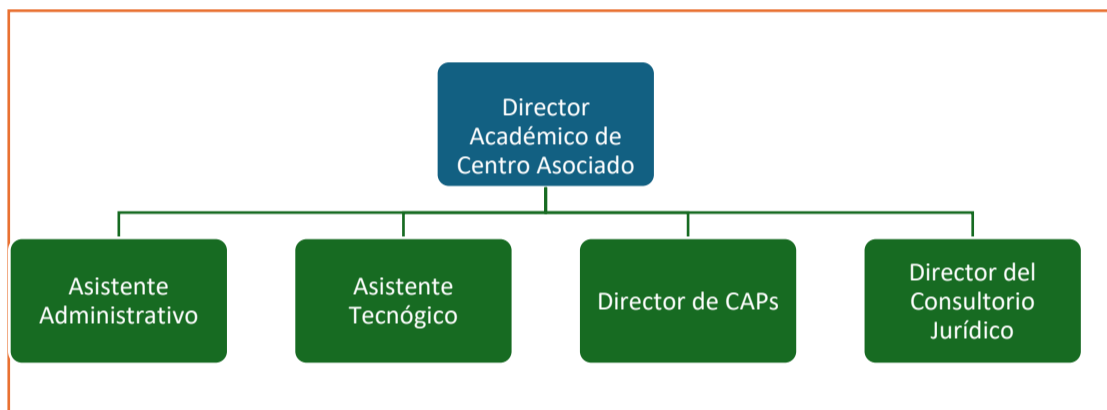 Director
Académico de
Centro Asociado
Asistente
Administrativo
Asistente
Tecnógico
Director de CAPs
Director del
Consultorio
Jurídico